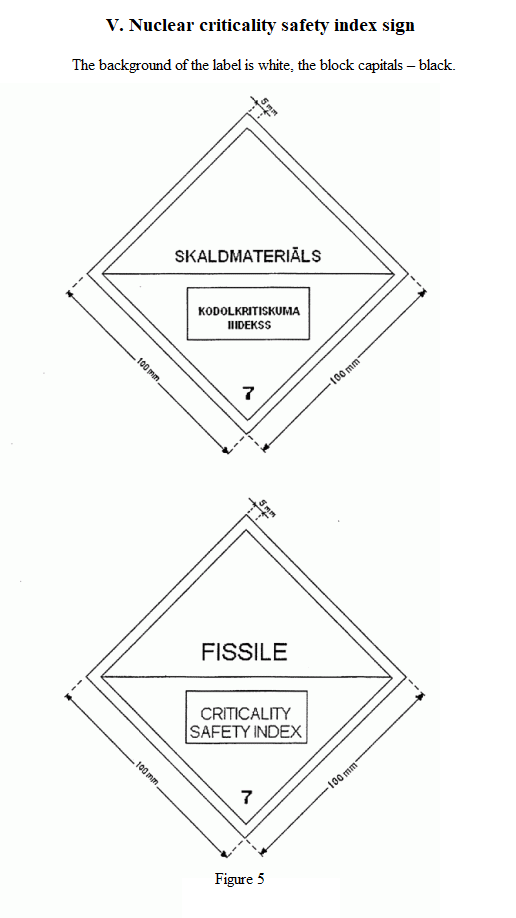 V. Nuclear criticality safety index sign
The background of the label is white, the block capitals – black.
5 mm
SKALDMATERIĀLS
KODOLKRITISKUMA
IIIDEKSS
100 mm
100 mm
7
5 mm
FISSILE
CRITICALITY
SAFETY INDEX
100 mm
100 mm
7
Figure 5